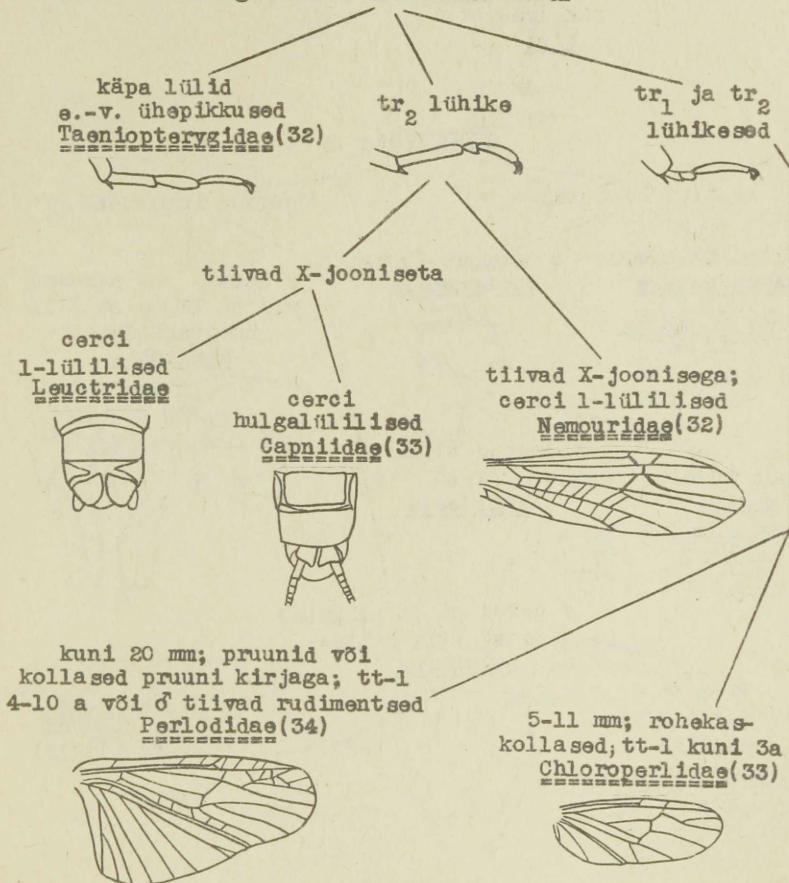 käpa lülid
e.-v. ühepikkused
Taeniopterygidae(32)
tr2 lühike
tr1 ja tr2
lühikesed
tiivad X-jooniseta
cerci
1-lülilised
Leuctridae
cerci
hulgalülilised
Capniidae(33)
tiivad X-joonisega;
cerci 1-lülilised
Nemouridae(32)
kuni 20 mm; pruunid või
kollased pruuni kirjaga; tt-l
4-10 a või ♂ tiivad rudimentsed
Perlodidae(34)
5-11 mm; rohekas-
kollased; tt-l kuni 3a
Chloroperlidae(33)